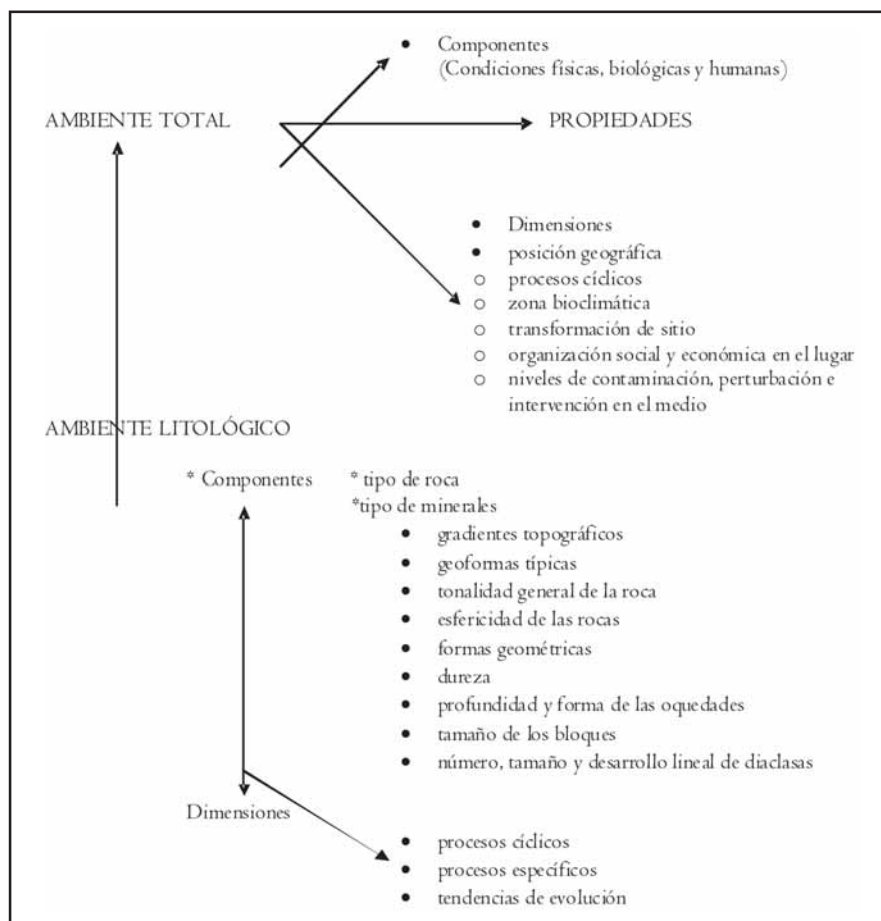 • Componentes
(Condiciones físicas, biológicas y humanas)
AMBIENTE TOTAL PROPIEDADES
• Dimensiones
• posición geográfica
○ procesos cíclicos
○ zona bioclimática
○ transformación de sitio
○ organización social y económica en el lugar
○ niveles de contaminación, perturbación e
intervención en el medio
AMBIENTE LITOLÓGICO
* Componentes * tipo de roca
*tipo de minerales
• gradientes topográficos
• geoformas típicas
• tonalidad general de la roca
• esfericidad de las rocas
• formas geométricas
• dureza
• profundidad y forma de las oquedades
• tamaño de los bloques
• número, tamaño y desarrollo lineal de diaclasas
Dimensiones
• procesos cíclicos
• procesos específicos
• tendencias de evolución